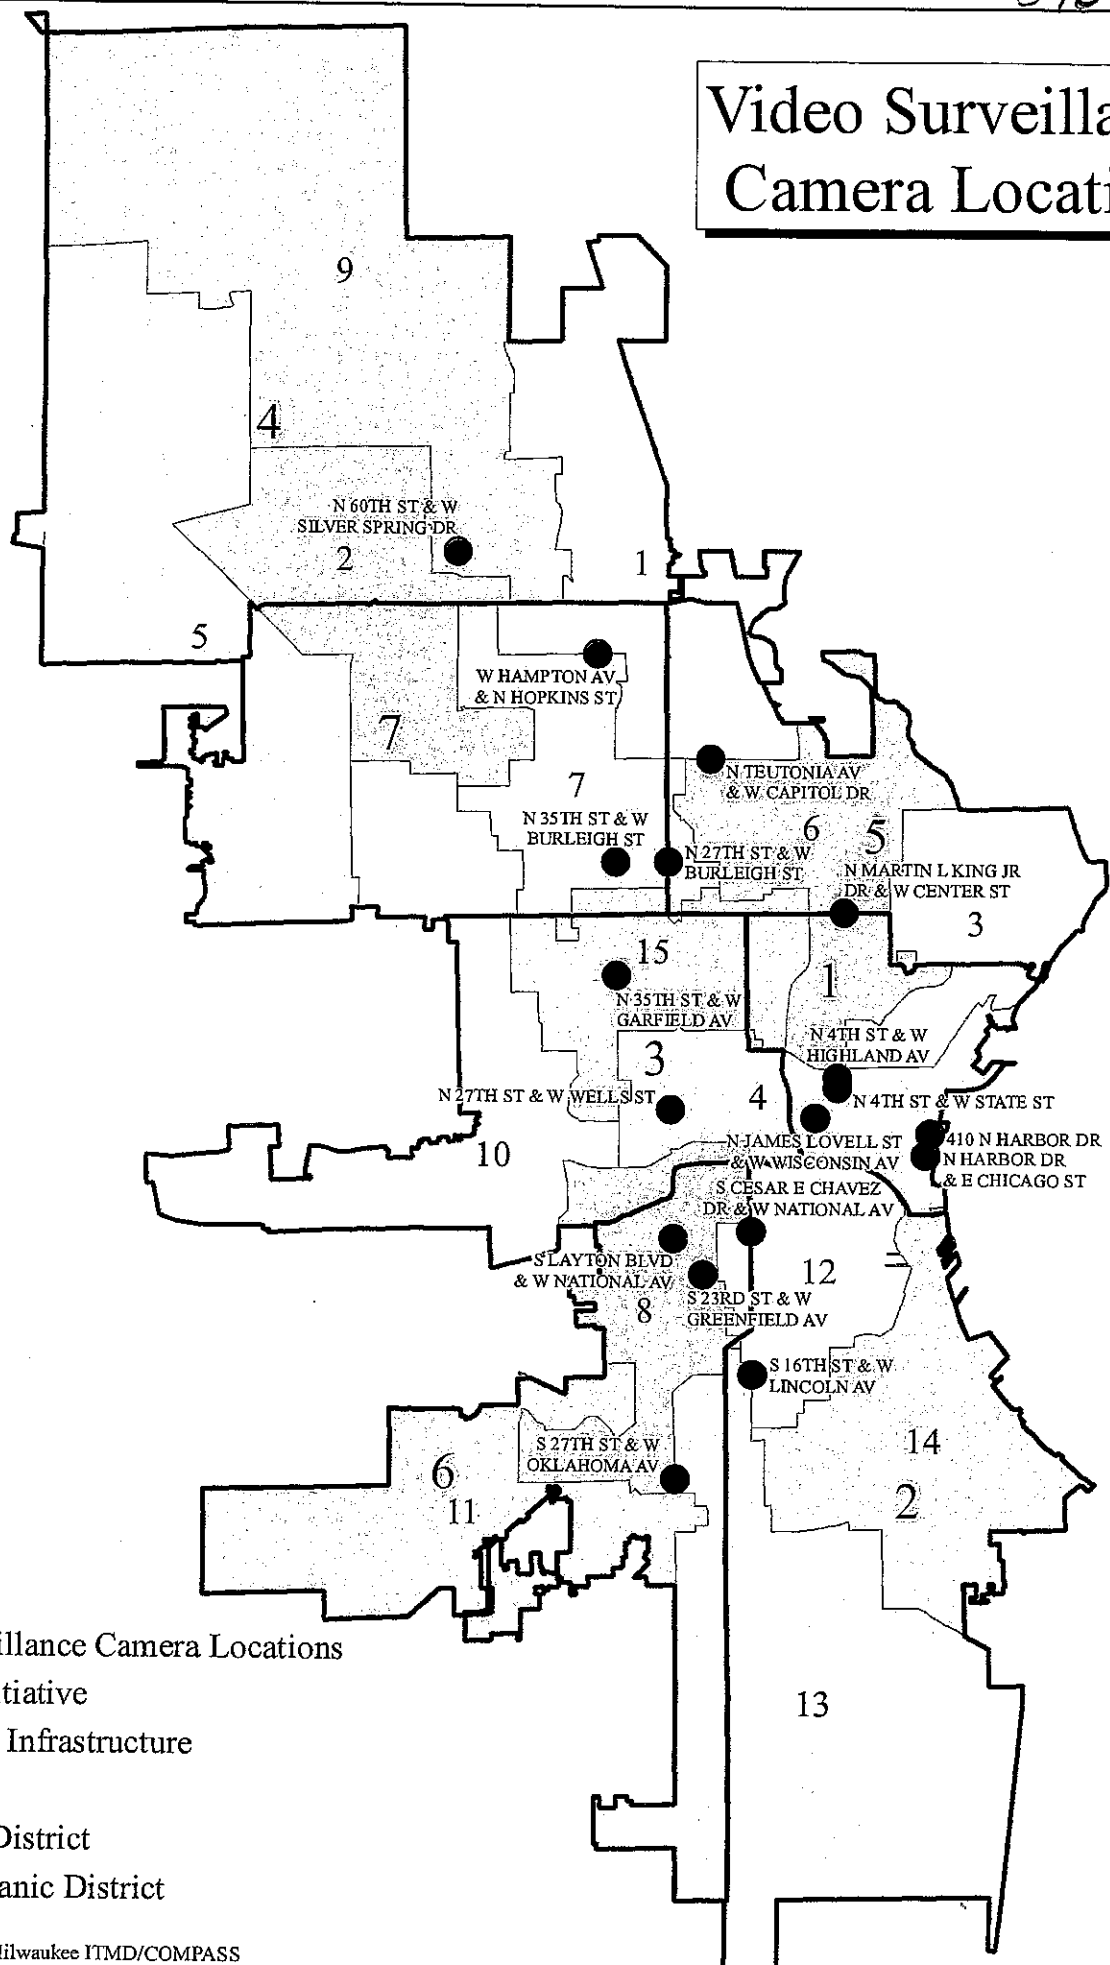 Video Surveilla
Camera Locati
9
4
N 60TH ST & W
SILVER SPRING DR
2
1
5
W HAMPTON AV
& N HOPKINS ST
7
7
N TEUTONIA AV
& W CAPITOL DR
N 35TH ST & W
BURLEIGH ST
6
5
N 27TH ST & W
BURLEIGH ST
N MARTIN L KING JR
DR & W CENTER ST
3
15
1
N 35TH ST & W
GARFIELD AV
N 4TH ST & W
HIGHLAND AV
3
N 27TH ST & W WELLS ST
4
N 4TH ST & W STATE ST
10
N JAMES LOVELL ST
& W WISCONSIN AV
410 N HARBOR DR
N HARBOR DR
& E CHICAGO ST
S CESAR E CHAVEZ
DR & W NATIONAL AV
S LAYTON BLVD
& W NATIONAL AV
12
8
S 23RD ST & W
GREENFIELD AV
S 16TH ST & W
LINCOLN AV
S 27TH ST & W
OKLAHOMA AV
14
6
11
2
illance Camera Locations
tiative
Infrastructure
13
District
anic District
Milwaukee ITMD/COMPASS